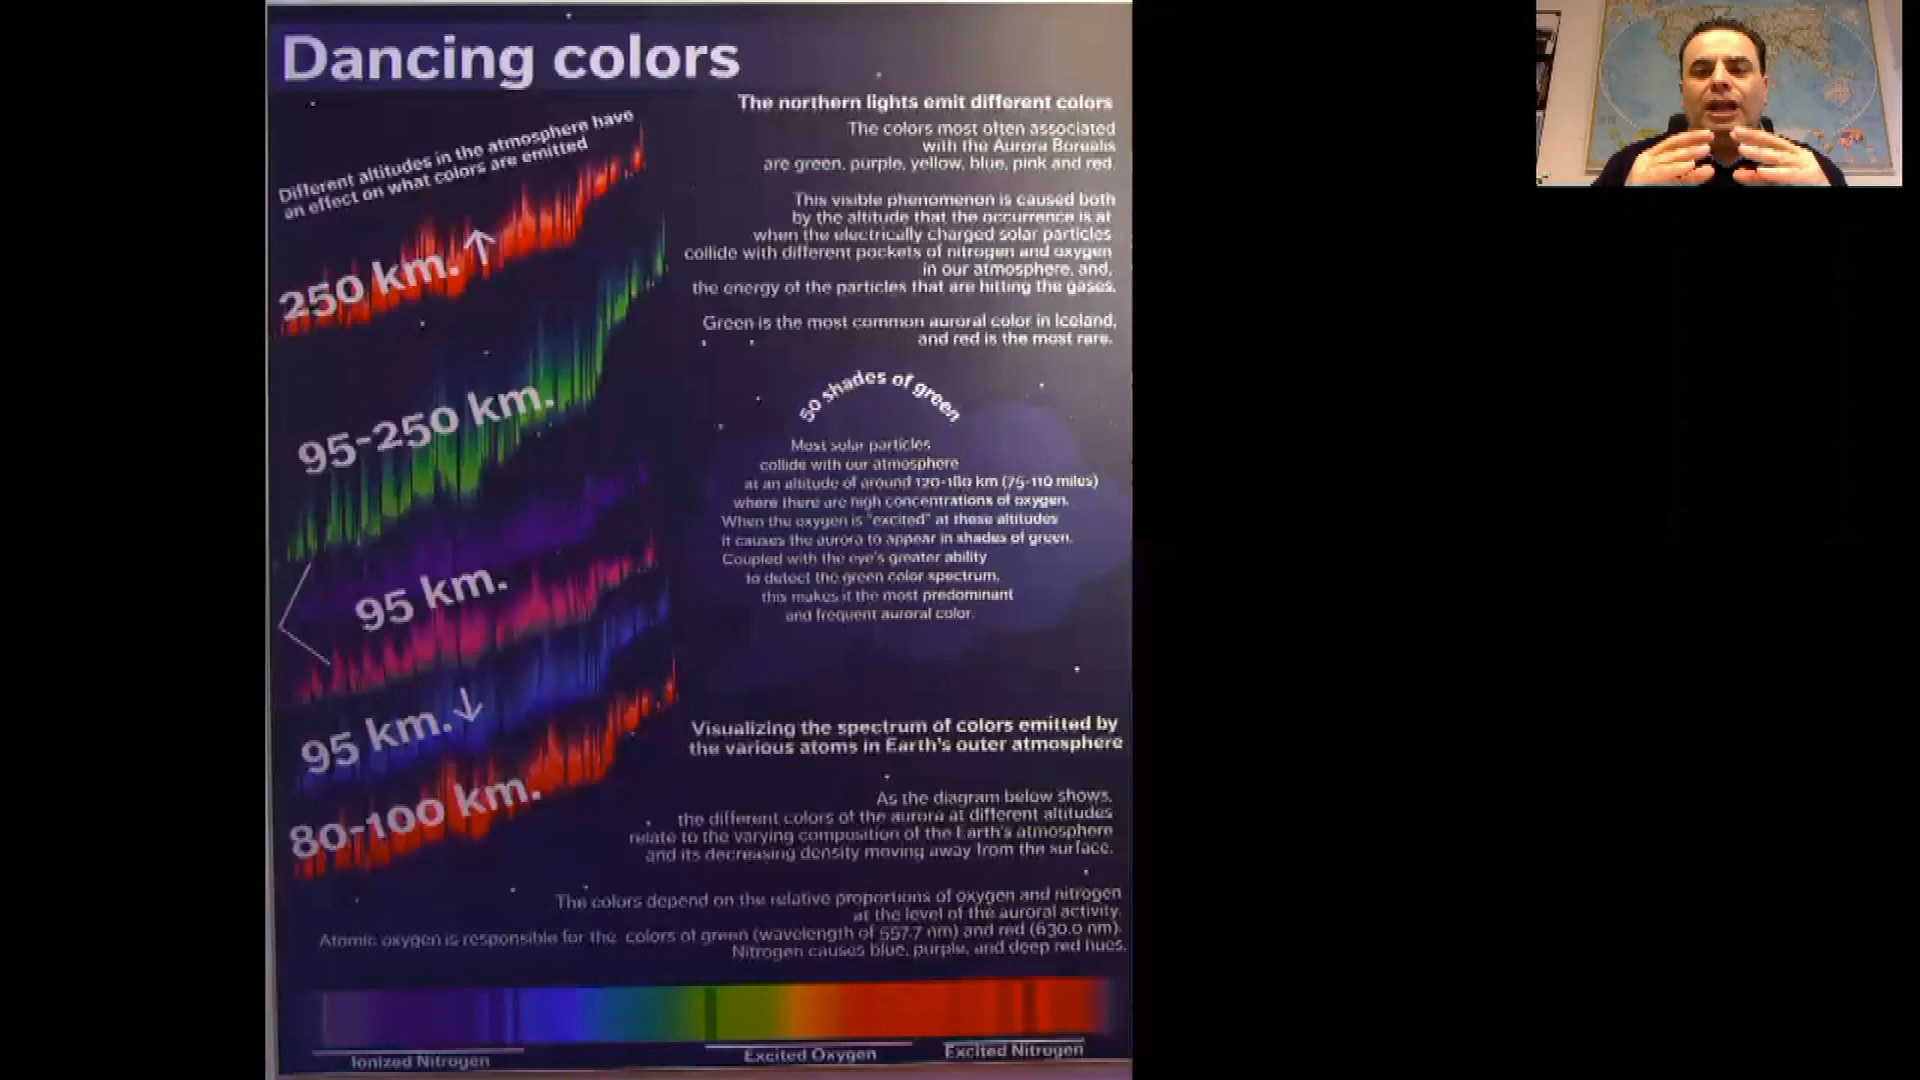 Dancing colors
Different altitudes in the atmosphere have
an effect on what colors are emitted
250 km. ↑
95-250 km.
95 km.
95 km. ↓
80-100 km.
The northern lights emit different colors
The colors most often associated
with the Aurora Borealis
are green, purple, yellow, blue, pink and red.
This visible phenomenon is caused both
by the altitude that the occurrence is at
when the electrically charged solar particles
collide with different pockets of nitrogen and oxygen
in our atmosphere, and,
the energy of the particles that are hitting the gases.
Green is the most common auroral color in Iceland,
and red is the most rare.
50 shades of green
Most solar particles
collide with our atmosphere
at an altitude of around 120-180 km (75-110 miles)
where there are high concentrations of oxygen.
When the oxygen is "excited" at these altitudes
it causes the aurora to appear in shades of green.
Coupled with the eye's greater ability
to detect the green color spectrum,
this makes it the most predominant
and frequent auroral color.
Visualizing the spectrum of colors emitted by
the various atoms in Earth's outer atmosphere
As the diagram below shows,
the different colors of the aurora at different altitudes
relate to the varying composition of the Earth's atmosphere
and its decreasing density moving away from the surface.
The colors depend on the relative proportions of oxygen and nitrogen
at the level of the auroral activity.
Atomic oxygen is responsible for the colors of green (wavelength of 557.7 nm) and red (630.0 nm).
Nitrogen causes blue, purple, and deep red hues.
Ionized Nitrogen
Excited Oxygen
Excited Nitrogen